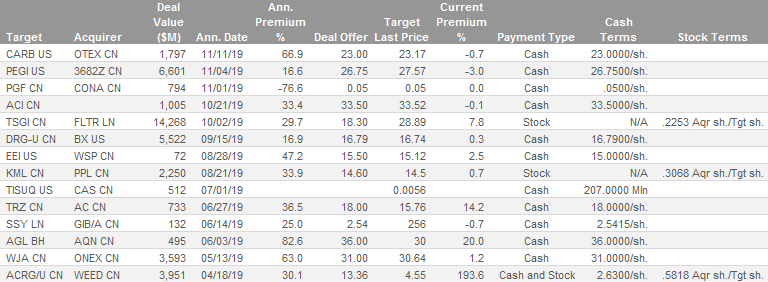 Deal Ann. Current
Value Premium Target Premium Cash
Target Acquirer ($M) Ann. Date % Deal Offer Last Price % Payment Type Terms Stock Terms
CARB US OTEX CN 1,797 11/11/19 66.9 23.00 23.17 -0.7 Cash 23.0000/sh.
PEGI US 3682Z CN 6,601 11/04/19 16.6 26.75 27.57 -3.0 Cash 26.7500/sh.
PGF CN CONA CN 794 11/01/19 -76.6 0.05 0.05 0.0 Cash .0500/sh.
ACI CN 1,005 10/21/19 33.4 33.50 33.52 -0.1 Cash 33.5000/sh.
TSGI CN FLTR LN 14,268 10/02/19 29.7 18.30 28.89 7.8 Stock N/A .2253 Aqr sh./Tgt sh.
DRG-U CN BX US 5,522 09/15/19 16.9 16.79 16.74 0.3 Cash 16.7900/sh.
EEI US WSP CN 72 08/28/19 47.2 15.50 15.12 2.5 Cash 15.0000/sh.
KML CN PPL CN 2,250 08/21/19 33.9 14.60 14.5 0.7 Stock N/A .3068 Aqr sh./Tgt sh.
TISUQ US CAS CN 512 07/01/19 0.0056 Cash 207.0000 Mln
TRZ CN AC CN 733 06/27/19 36.5 18.00 15.76 14.2 Cash 18.0000/sh.
SSY LN GIB/A CN 132 06/14/19 25.0 2.54 256 -0.7 Cash 2.5415/sh.
AGL BH AQN CN 495 06/03/19 82.6 36.00 30 20.0 Cash 36.0000/sh.
WJA CN ONEX CN 3,593 05/13/19 63.0 31.00 30.64 1.2 Cash 31.0000/sh.
ACRG/U CN WEED CN 3,951 04/18/19 30.1 13.36 4.55 193.6 Cash and Stock 2.6300/sh. .5818 Aqr sh./Tgt sh.